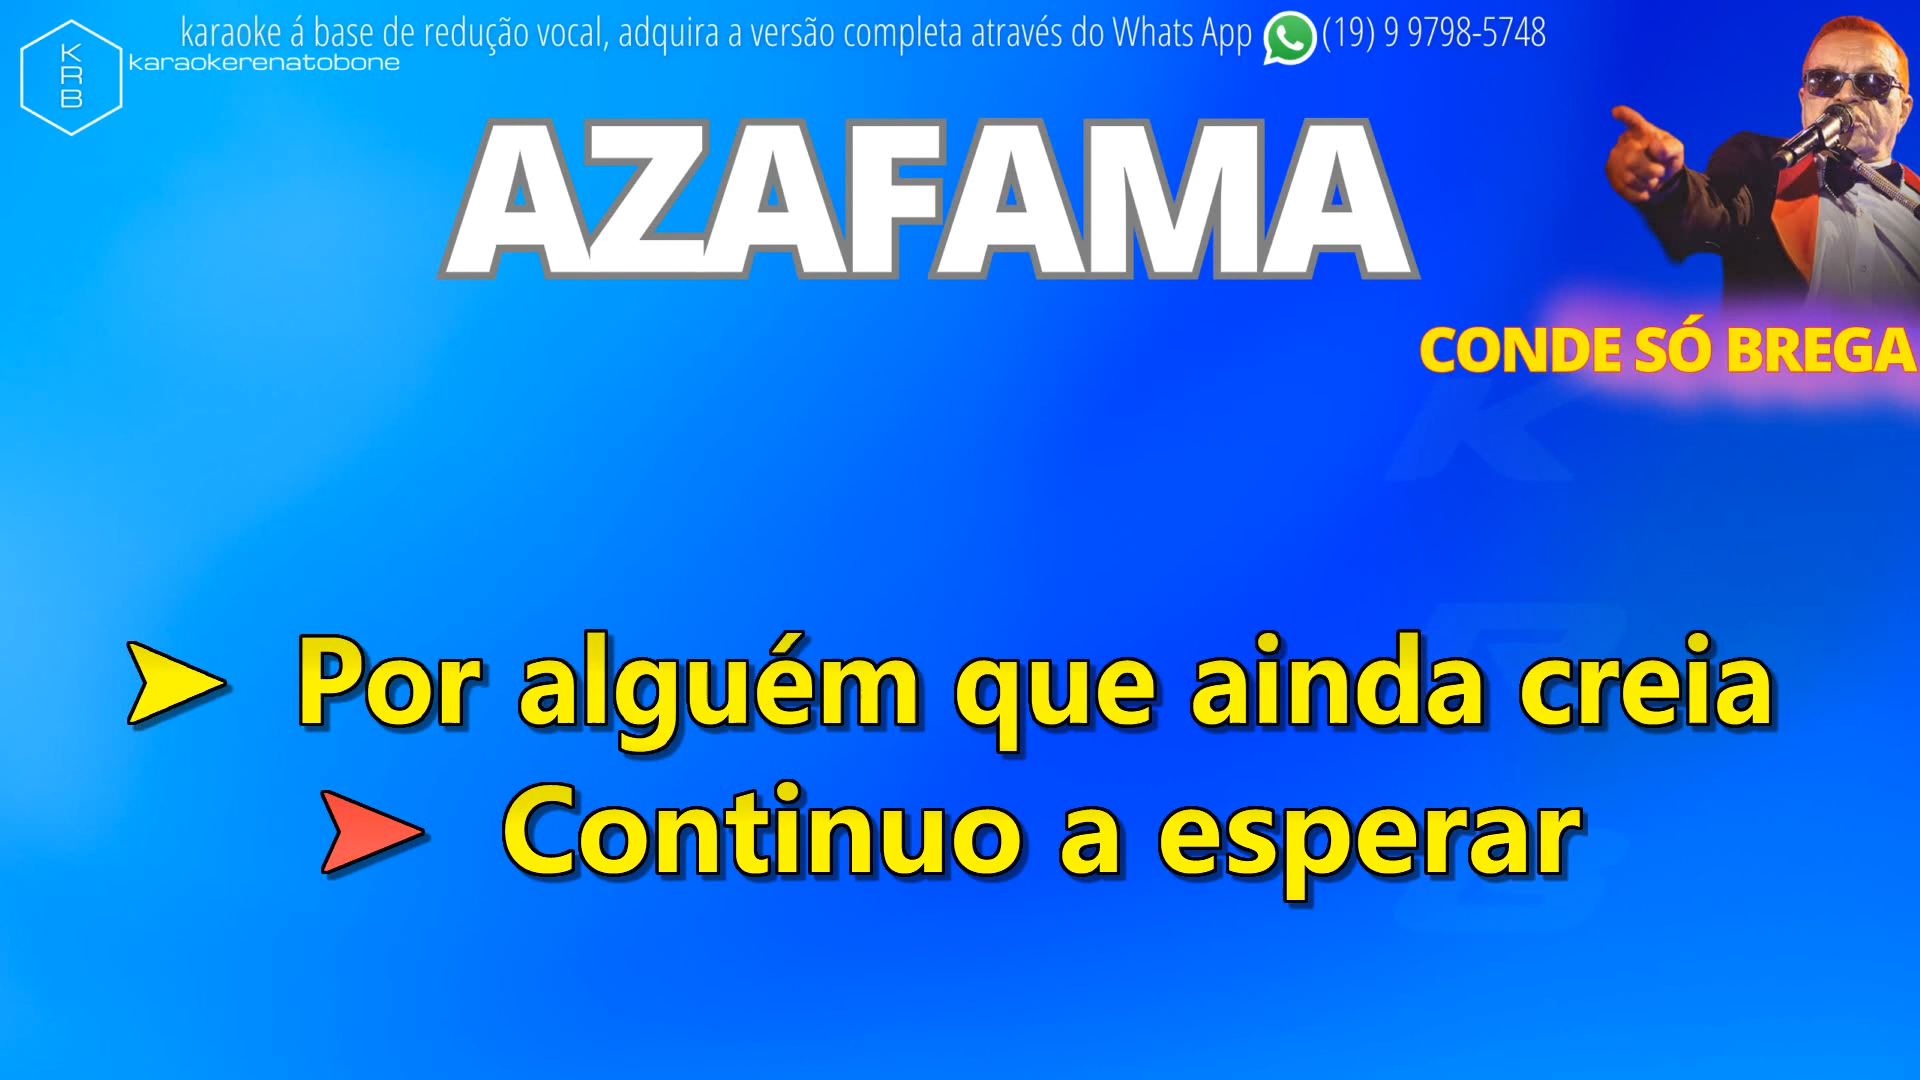 karaoke á base de redução vocal, adquira a versão completa através do Whats App (19) 9 9798-5748
KRB
karaokerenatobone
AZAFAMA
CONDE SÓ BREGA
K
R
B
➤ Por alguém que ainda creia
➤ Continuo a esperar